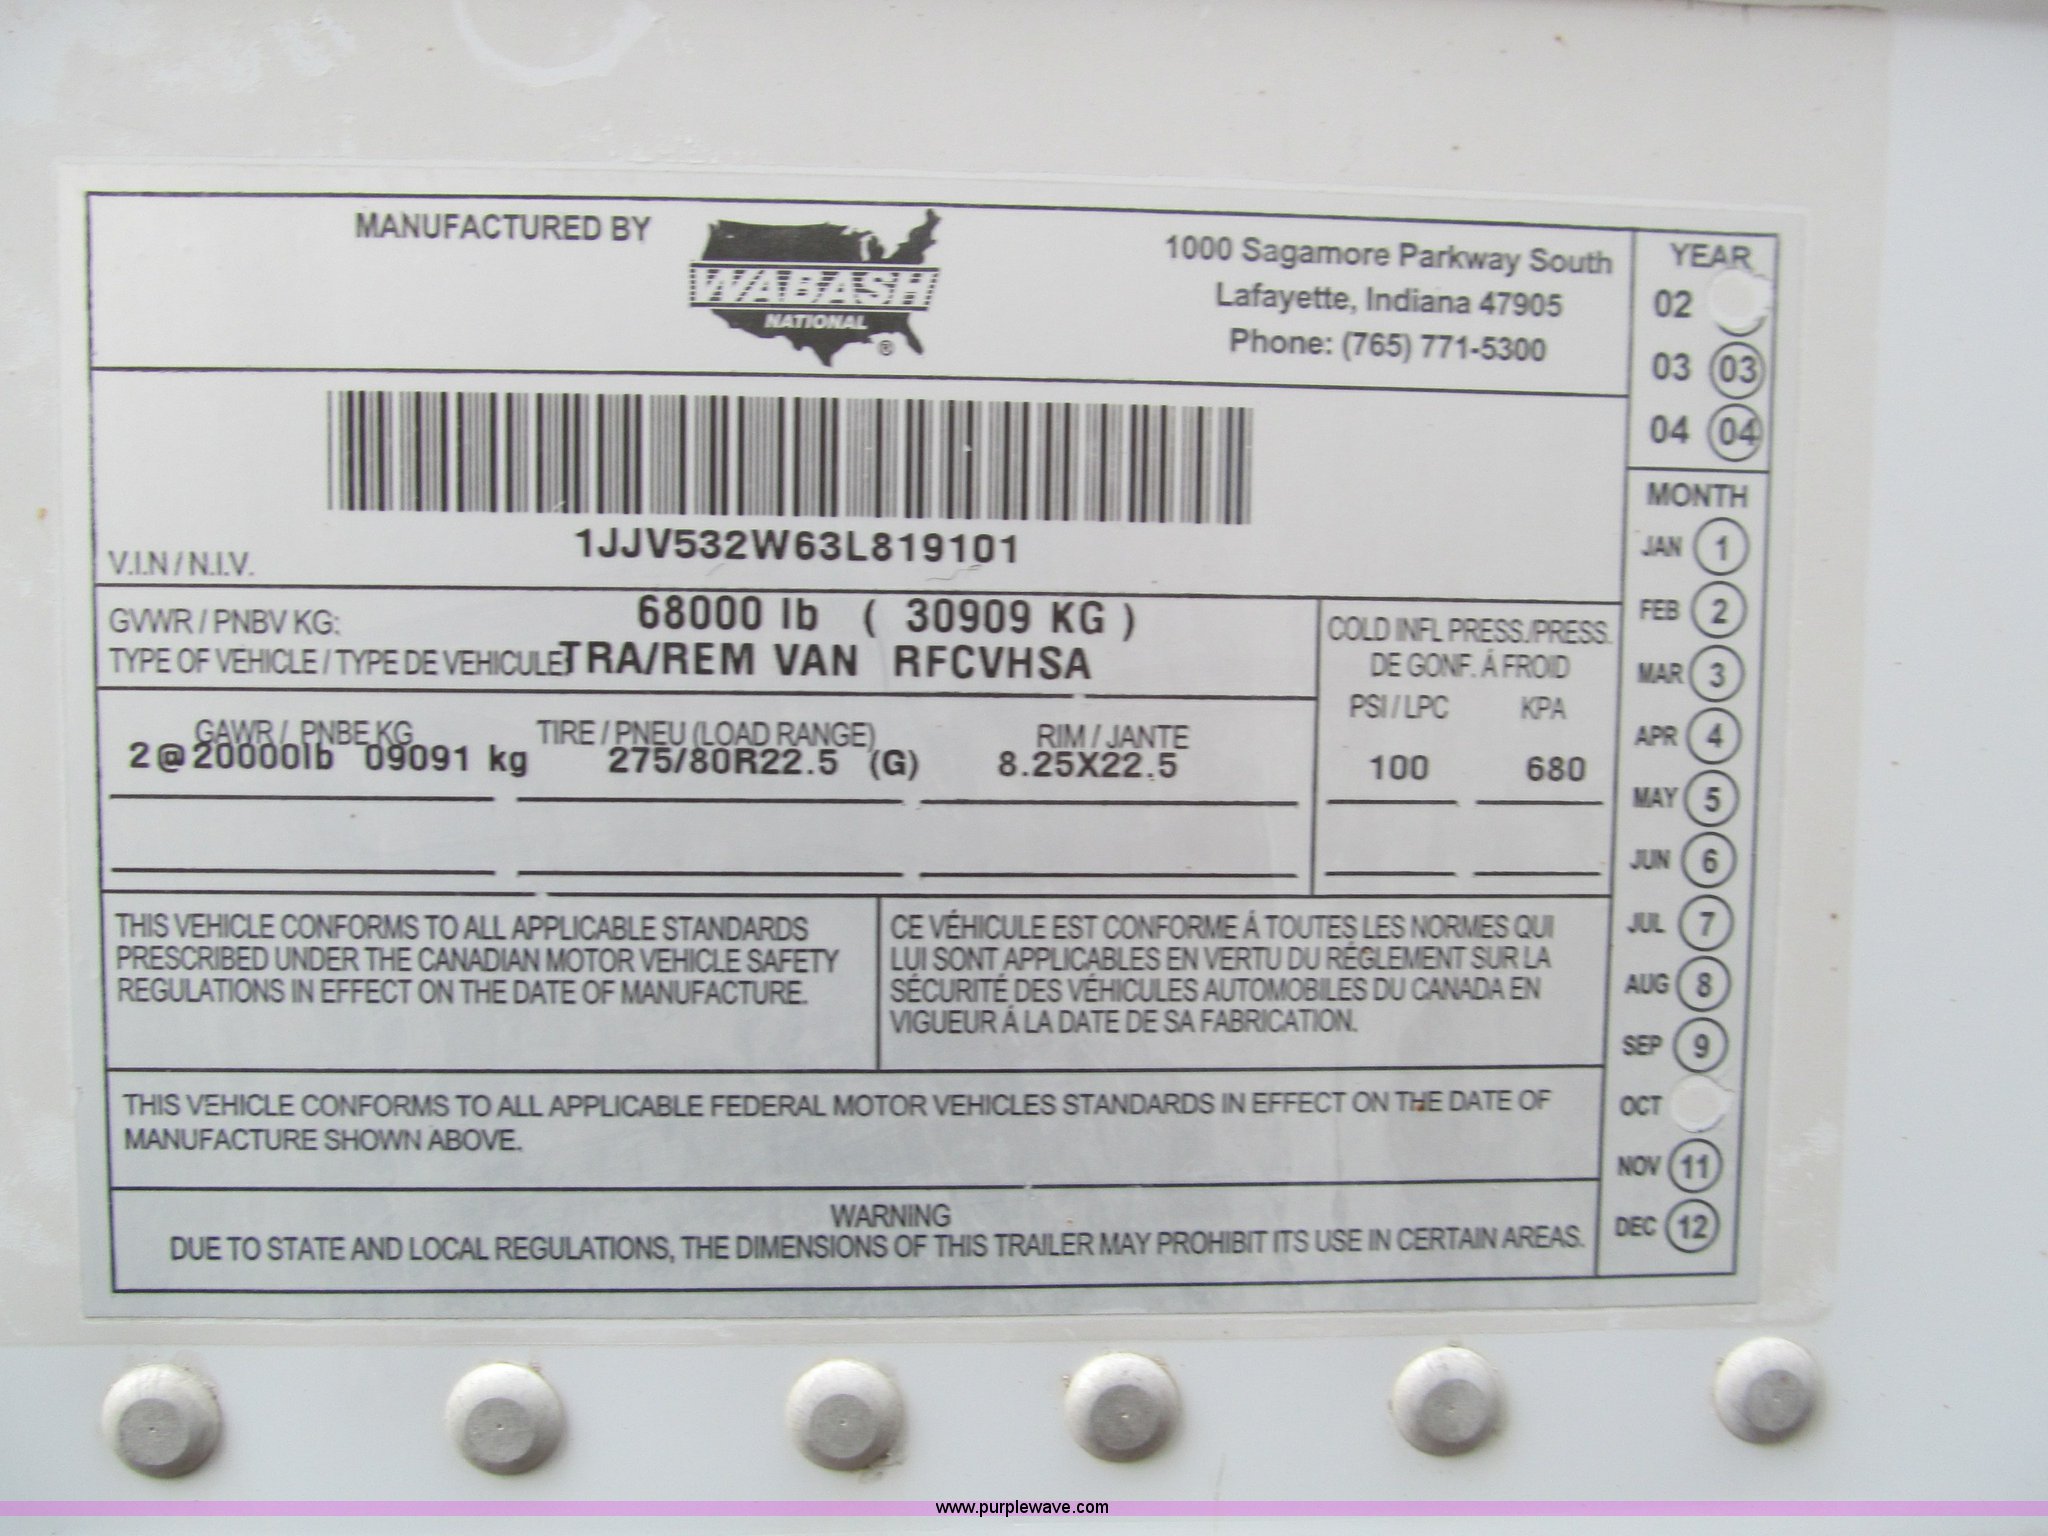 MANUFACTURED BY
WABASH
NATIONAL
®
1000 Sagamore Parkway South
Lafayette, Indiana 47905
Phone: (765) 771-5300
YEAR
02
03 03
04 04
1JJV532W63L819101
V.I.N / N.I.V.
GVWR / PNBV KG: 68000 lb ( 30909 KG )
TYPE OF VEHICLE / TYPE DE VEHICULE: TRA/REM VAN RFCVHSA
COLD INFL PRESS./PRESS.
DE GONF. Á FROID
PSI / LPC KPA
GAWR / PNBE KG TIRE / PNEU (LOAD RANGE) RIM / JANTE
2@20000lb 09091 kg 275/80R22.5 (G) 8.25X22.5 100 680
MONTH
JAN 1
FEB 2
MAR 3
APR 4
MAY 5
JUN 6
JUL 7
AUG 8
SEP 9
OCT
NOV 11
DEC 12
THIS VEHICLE CONFORMS TO ALL APPLICABLE STANDARDS
PRESCRIBED UNDER THE CANADIAN MOTOR VEHICLE SAFETY
REGULATIONS IN EFFECT ON THE DATE OF MANUFACTURE.
CE VÉHICULE EST CONFORME Á TOUTES LES NORMES QUI
LUI SONT APPLICABLES EN VERTU DU RÉGLEMENT SUR LA
SÉCURITÉ DES VÉHICULES AUTOMOBILES DU CANADA EN
VIGUEUR Á LA DATE DE SA FABRICATION.
THIS VEHICLE CONFORMS TO ALL APPLICABLE FEDERAL MOTOR VEHICLES STANDARDS IN EFFECT ON THE DATE OF
MANUFACTURE SHOWN ABOVE.
WARNING
DUE TO STATE AND LOCAL REGULATIONS, THE DIMENSIONS OF THIS TRAILER MAY PROHIBIT ITS USE IN CERTAIN AREAS.
www.purplewave.com